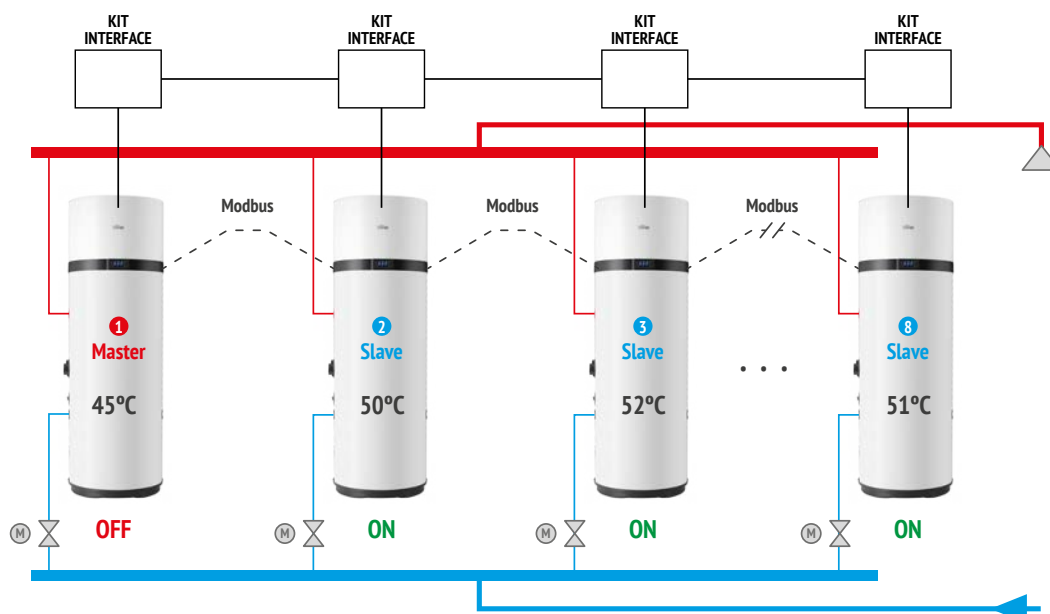 KIT
INTERFACE
KIT
INTERFACE
KIT
INTERFACE
KIT
INTERFACE
Modbus
Modbus
Modbus
1
Master
45ºC
2
Slave
50ºC
3
Slave
52ºC
• • •
8
Slave
51ºC
M
OFF
M
ON
M
ON
M
ON